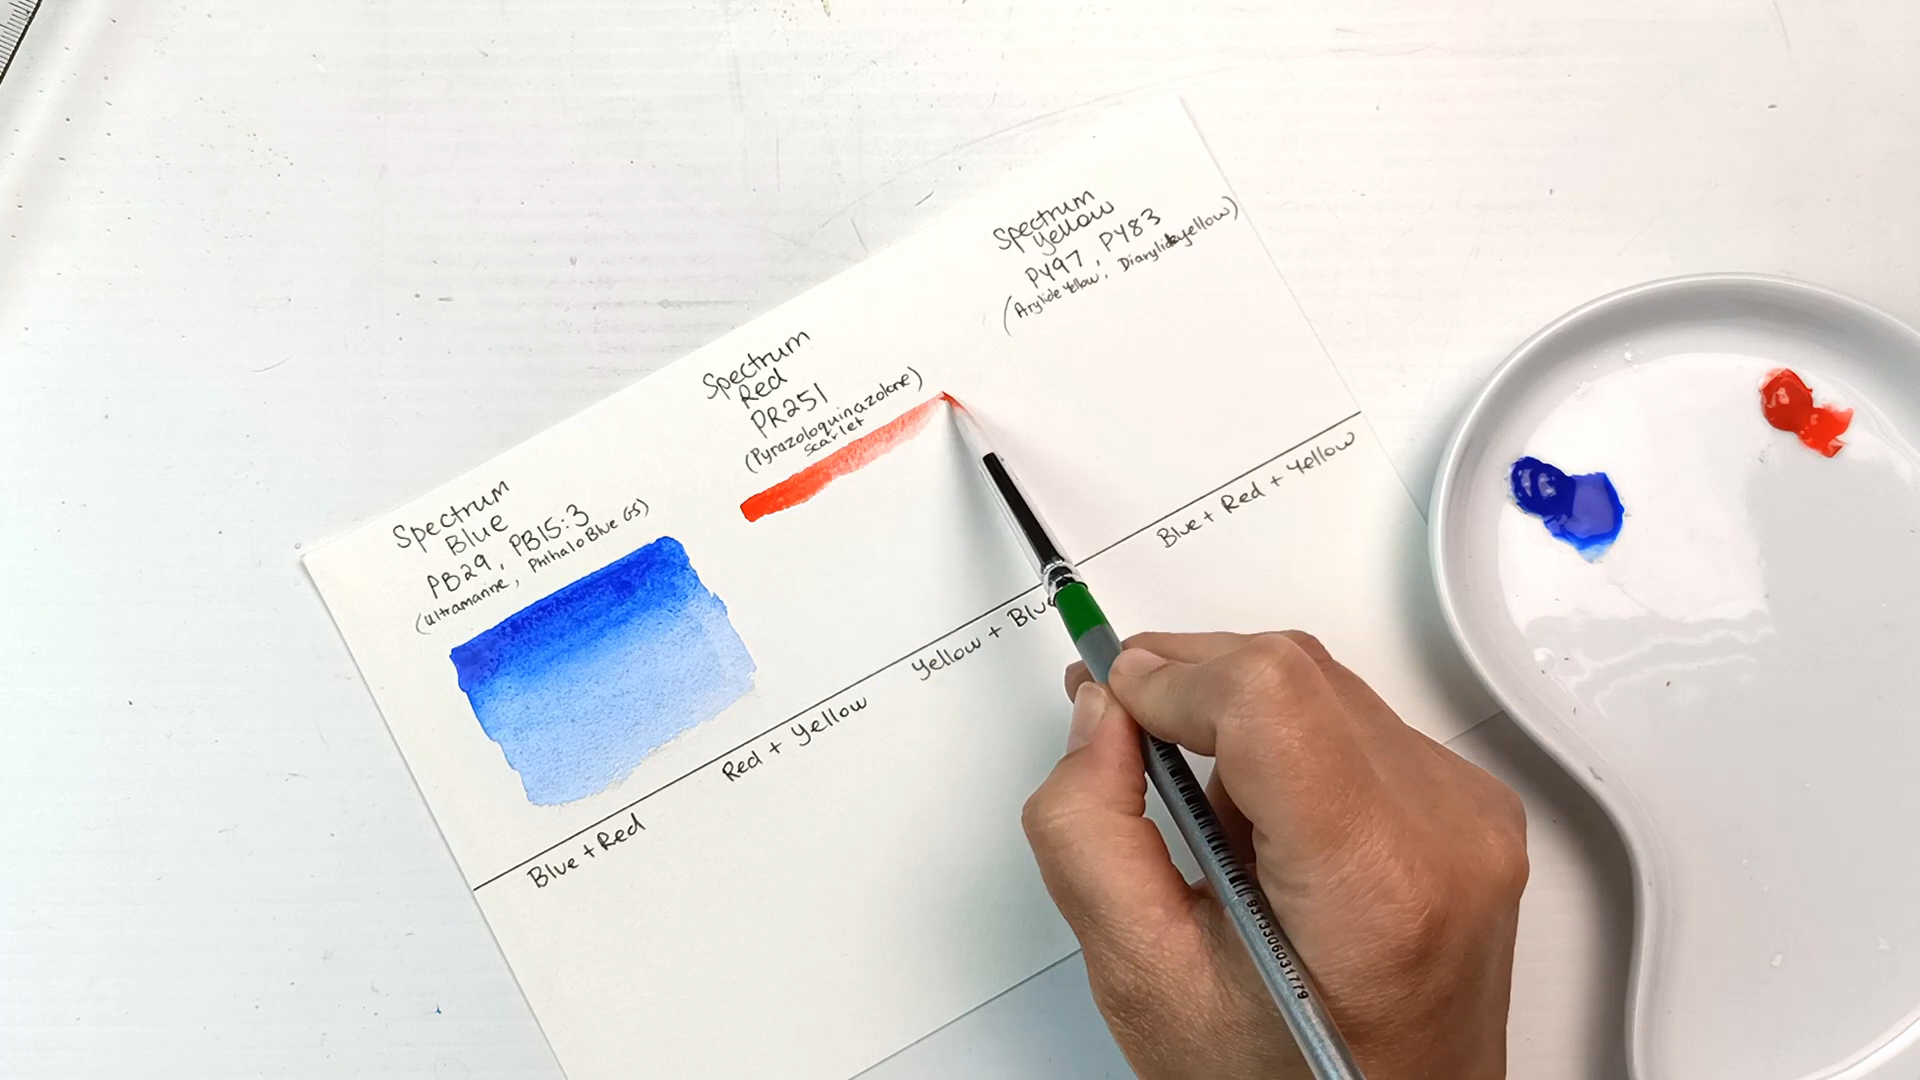 Spectrum
Blue
PB29, PB15:3
(Ultramarine, Phthalo Blue GS)
Spectrum
Red
PR251
(Pyrazoloquinazolone)
scarlet
Spectrum
Yellow
PY97, PY83
(Arylide Yellow, Diarylide yellow)
Blue + Red
Red + Yellow
Yellow + Blue
Blue + Red + Yellow
9313306031779